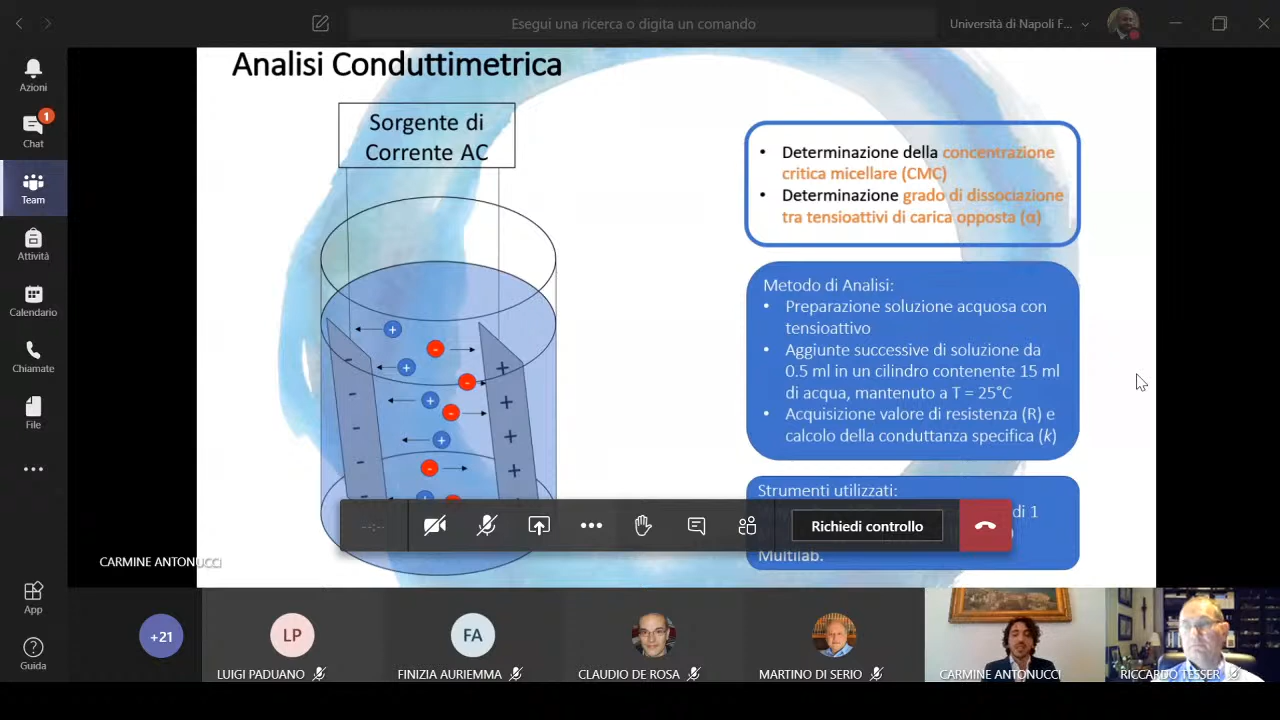 Esegui una ricerca o digita un comando
Università di Napoli F...
Azioni
1
Chat
Team
Attività
Calendario
Chiamate
File
App
Guida
Analisi Conduttimetrica
Sorgente di
Corrente AC
• Determinazione della concentrazione
critica micellare (CMC)
• Determinazione grado di dissociazione
tra tensioattivi di carica opposta (α)
Metodo di Analisi:
• Preparazione soluzione acquosa con
tensioattivo
• Aggiunte successive di soluzione da
0.5 ml in un cilindro contenente 15 ml
di acqua, mantenuto a T = 25°C
• Acquisizione valore di resistenza (R) e
calcolo della conduttanza specifica (k)
Strumenti utilizzati:
di 1
Multilab.
--:--
Richiedi controllo
CARMINE ANTONUCCI
+21
LP
LUIGI PADUANO
FA
FINIZIA AURIEMMA
CLAUDIO DE ROSA
MARTINO DI SERIO
CARMINE ANTONUCCI
RICCARDO TESSER